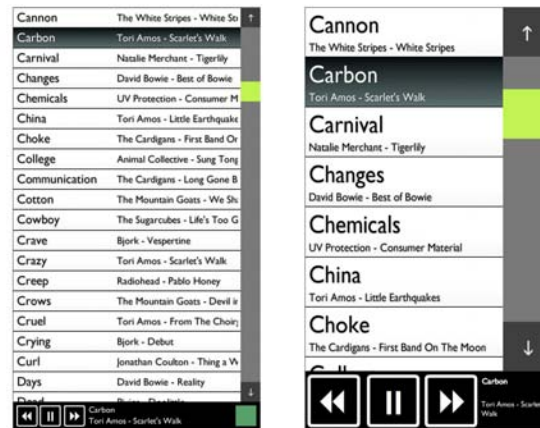 Cannon The White Stripes - White
Carbon Tori Amos - Scarlet's Walk
Carnival Natalie Merchant - Tigerlily
Changes David Bowie - Best of Bowie
Chemicals UV Protection - Consumer M
China Tori Amos - Little Earthquake
Choke The Cardigans - First Band
College Animal Collective - Sung Tong
Communication The Cardigans - Long Gone B
Cotton The Mountain Goats - We
Cowboy The Sugarcubes - Life's Too G
Crave Bjork - Vespertine
Crazy Tori Amos - Scarlet's Walk
Creep Radiohead - Pablo Honey
Crows The Mountain Goats - Devil
Cruel Tori Amos - From The
Crying Bjork - Debut
Curl Jonathan Coulton - Thing a
Days David Bowie - Reality
Carbon
Tori Amos - Scarlet's Walk
Cannon
The White Stripes - White Stripes
Carbon
Tori Amos - Scarlet's Walk
Carnival
Natalie Merchant - Tigerlily
Changes
David Bowie - Best of Bowie
Chemicals
UV Protection - Consumer Material
China
Tori Amos - Little Earthquakes
Choke
The Cardigans - First Band On The Moon
Carbon
Tori Amos - Scarlet
Walk